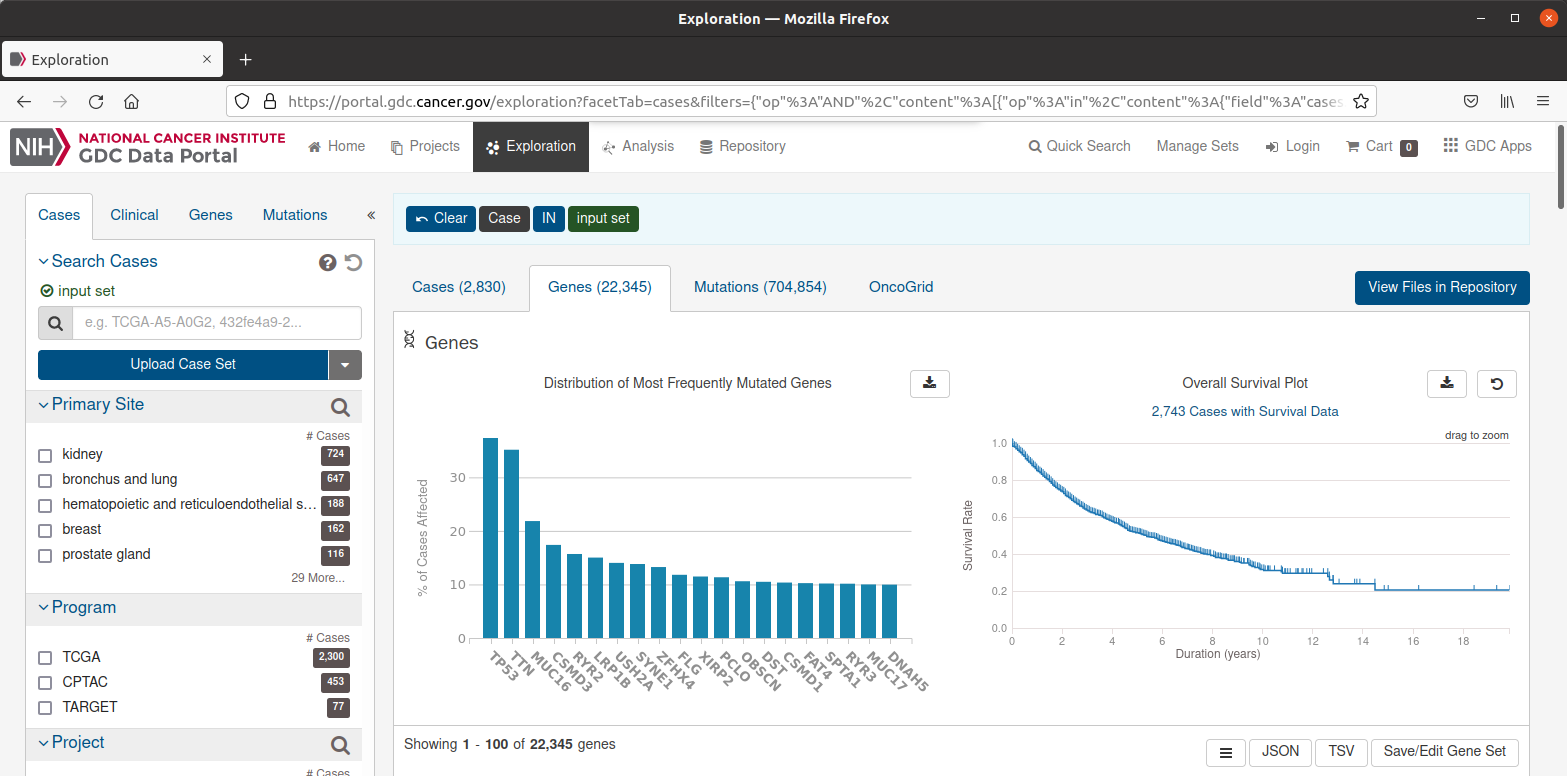 Exploration — Mozilla Firefox
Exploration
https://portal.gdc.cancer.gov/exploration?facetTab=cases&filters={"op"%3A"AND"%2C"content"%3A[{"op"%3A"in"%2C"content"%3A{"field"%3A"cases
NIH NATIONAL CANCER INSTITUTE
GDC Data Portal
Home Projects Exploration Analysis Repository Quick Search Manage Sets Login Cart 0 GDC Apps
Cases Clinical Genes Mutations «
Clear Case IN input set
Search Cases
input set
e.g. TCGA-A5-A0G2, 432fe4a9-2...
Upload Case Set
Primary Site
# Cases
kidney 724
bronchus and lung 647
hematopoietic and reticuloendothelial s... 188
breast 162
prostate gland 116
29 More...
Program
# Cases
TCGA 2,300
CPTAC 453
TARGET 77
Project
# Cases
Cases (2,830) Genes (22,345) Mutations (704,854) OncoGrid
View Files in Repository
Genes
Distribution of Most Frequently Mutated Genes
% of Cases Affected
30
20
10
0
TP53 TTN MUC16 CSMD3 RYR2 LRP1B USH2A SYNE1 ZFHX4 FLG XIRP2 PCLO OBSCN DST CSMD1 FAT4 SPTA1 RYR3 MUC17 DNAH5
Overall Survival Plot
2,743 Cases with Survival Data
drag to zoom
Survival Rate
1.0
0.8
0.6
0.4
0.2
0.0
0 2 4 6 8 10 12 14 16 18
Duration (years)
Showing 1 - 100 of 22,345 genes
JSON TSV Save/Edit Gene Set